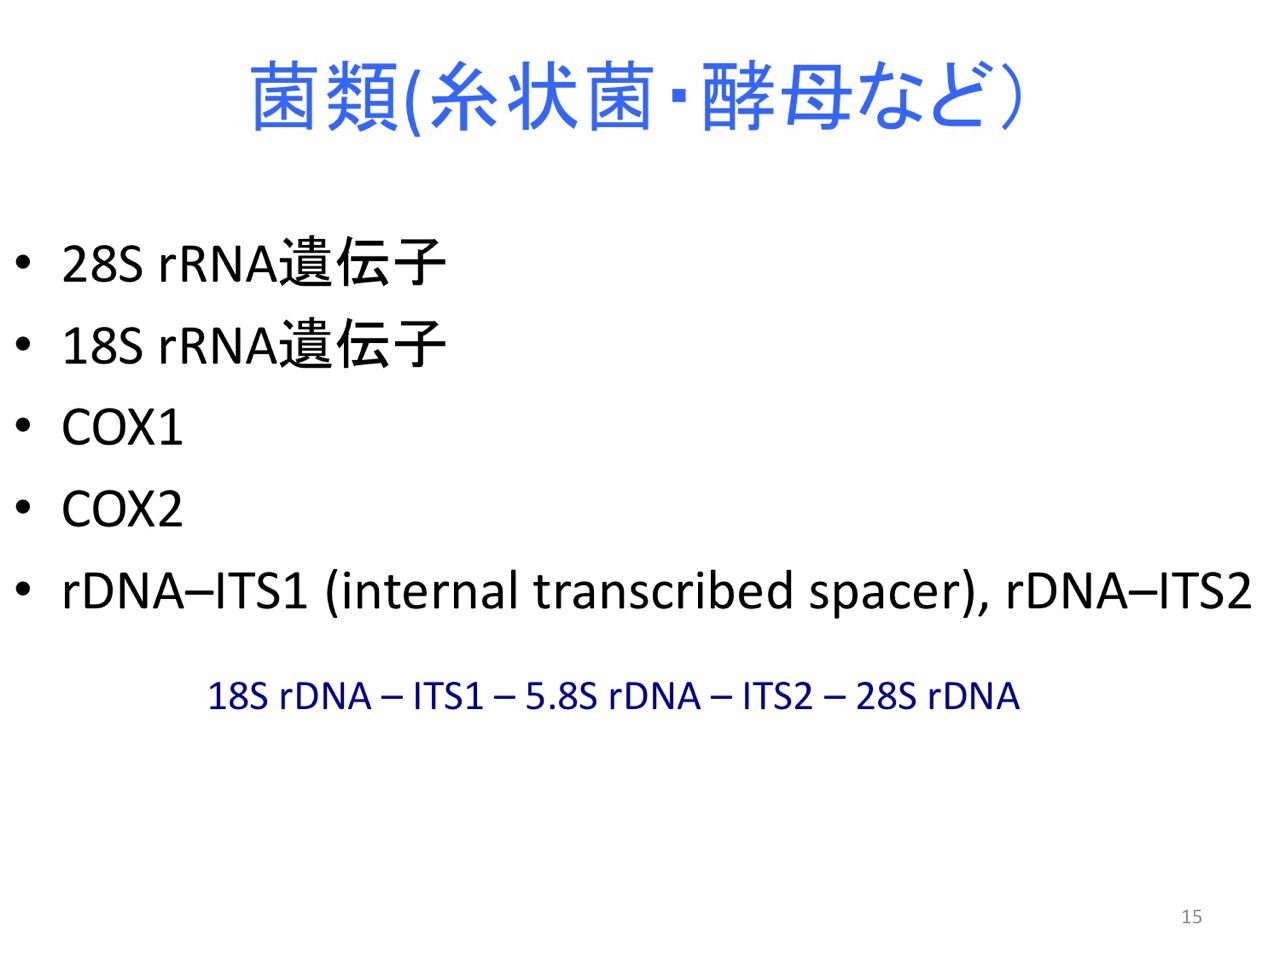 菌類(糸状菌・酵母など）
• 28S rRNA遺伝子
• 18S rRNA遺伝子
• COX1
• COX2
• rDNA–ITS1 (internal transcribed spacer), rDNA–ITS2
18S rDNA – ITS1 – 5.8S rDNA – ITS2 – 28S rDNA
15